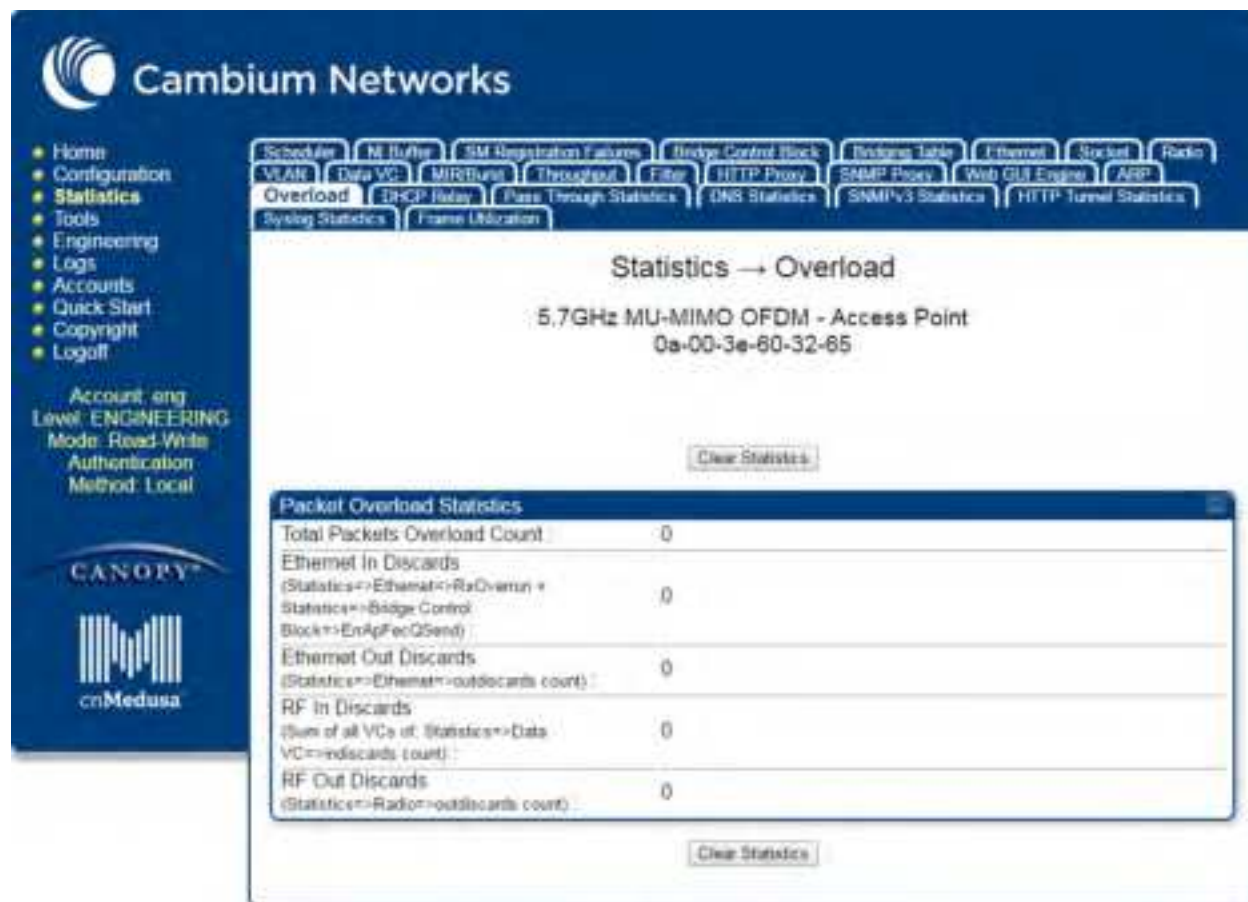 Cambium Networks
Home
Configuration
Statistics
Tools
Engineering
Logs
Accounts
Quick Start
Copyright
Logoff
Account: eng
Level: ENGINEERING
Mode: Read-Write
Authentication
Method: Local
CANOPY
cnMedusa
Scheduler NI Buffer SM Registration Failures Bridge Control Block Bridging Table Ethernet Socket Radio
VLAN Data VC MIR/Burst Throughput Filter HTTP Proxy SNMP Proxy Web GUI Engine ARP
Overload DHCP Relay Pass Through Statistics DNS Statistics SNMPv3 Statistics HTTP Tunnel Statistics
Syslog Statistics Frame Utilization
Statistics → Overload
5.7GHz MU-MIMO OFDM - Access Point
0a-00-3e-60-32-65
Clear Statistics
Packet Overload Statistics
Total Packets Overload Count : 0
Ethernet In Discards
(Statistics=>Ethernet=>RxOverrun +
Statistics=>Bridge Control
Block=>ErrApFecQSend) : 0
Ethernet Out Discards
(Statistics=>Ethernet=>outdiscards count) : 0
RF In Discards
(Sum of all VCs of: Statistics=>Data
VC=>indiscards count) : 0
RF Out Discards
(Statistics=>Radio=>outdiscards count) : 0
Clear Statistics